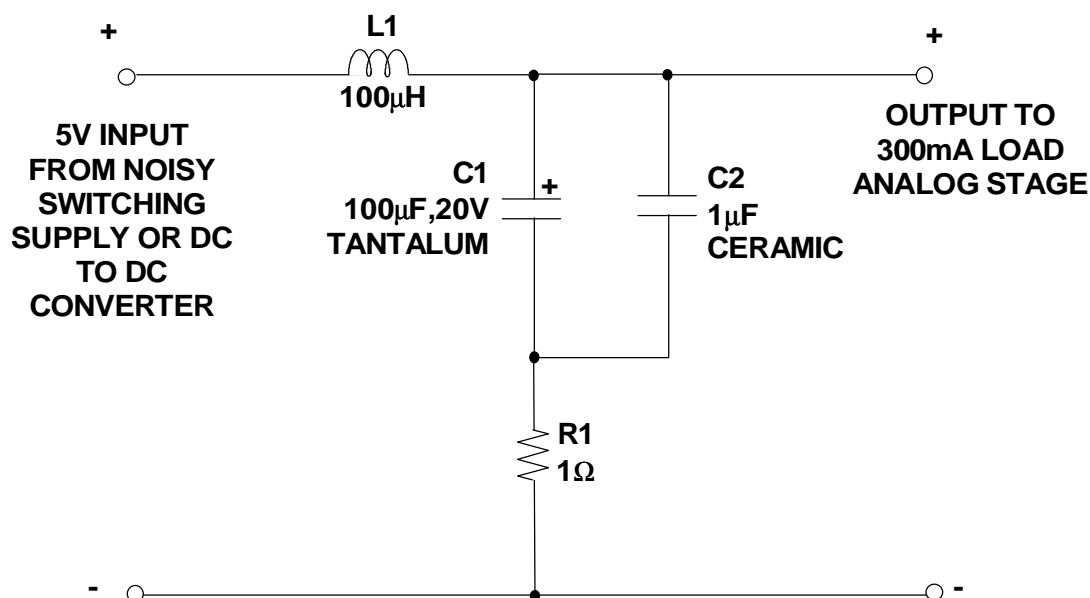 +
L1
100μH
+
5V INPUT
FROM NOISY
SWITCHING
SUPPLY OR DC
TO DC
CONVERTER
C1
+
100μF,20V
TANTALUM
C2
1μF
CERAMIC
OUTPUT TO
300mA LOAD
ANALOG STAGE
R1
1Ω
-
-